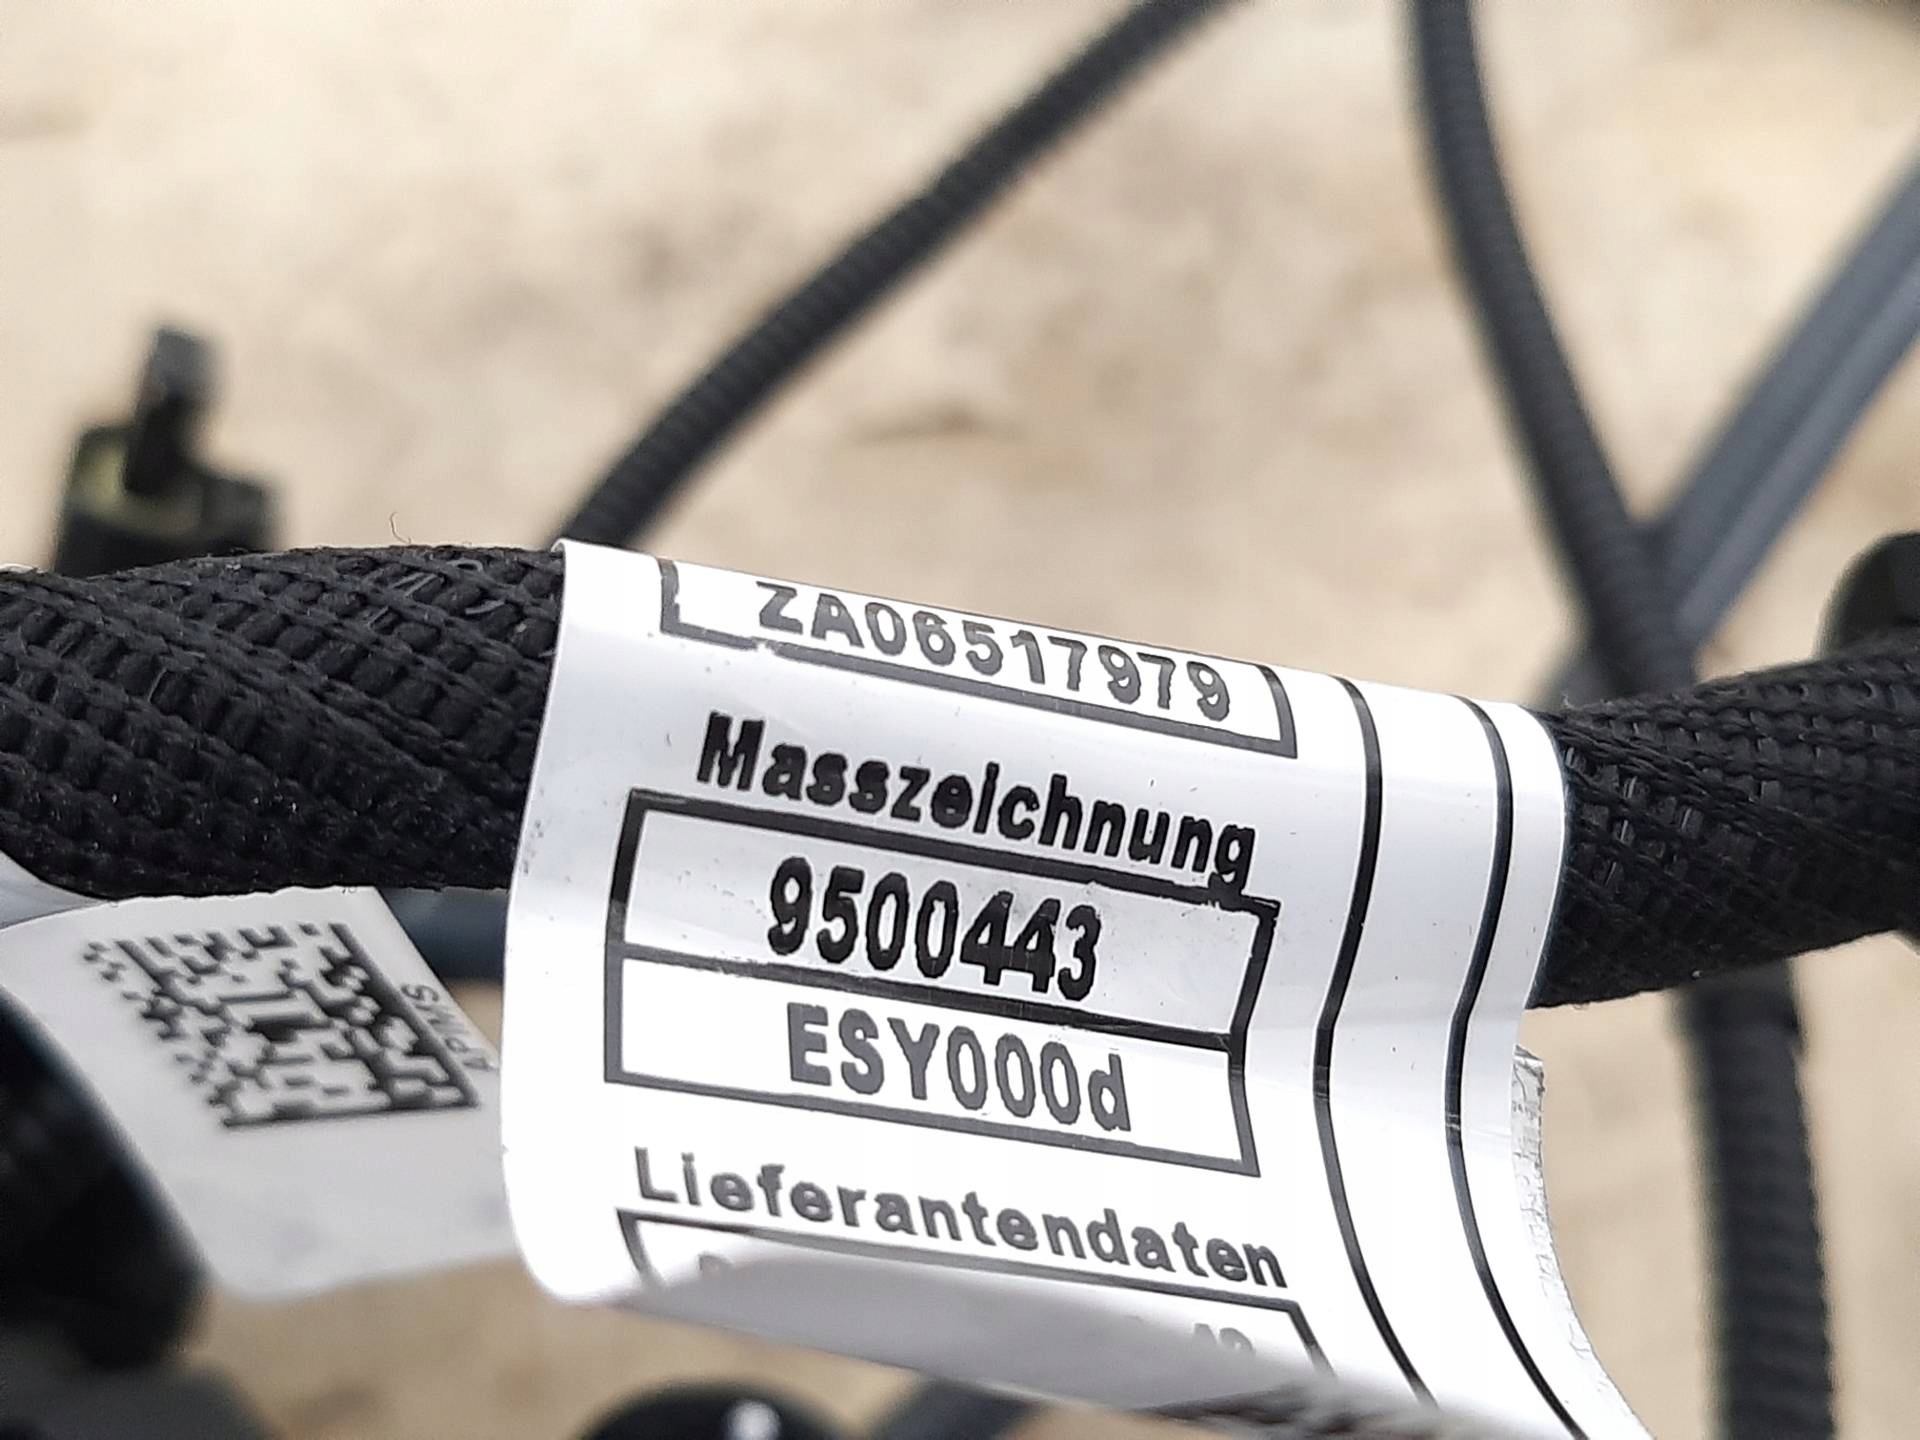 ZA06517979
Masszeichnung
9500443
ESY000d
Lieferantendaten